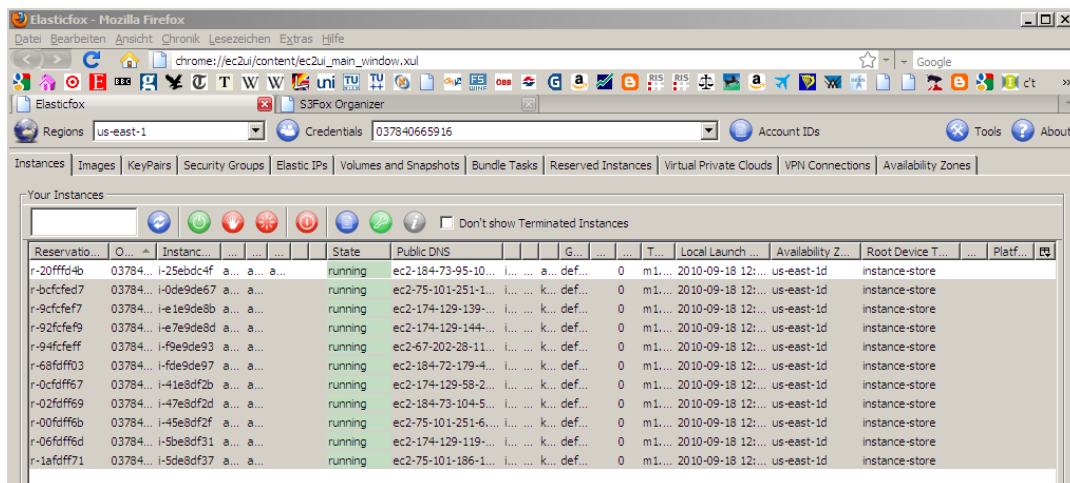 Elasticfox - Mozilla Firefox
Datei Bearbeiten Ansicht Chronik Lesezeichen Extras Hilfe
chrome://ec2ui/content/ec2ui_main_window.xul Google
BBC T W W uni TU TU FS OBB G a B RIS RIS a W B c't »
Elasticfox S3Fox Organizer
Regions us-east-1 Credentials 037840665916 Account IDs Tools About
Instances Images KeyPairs Security Groups Elastic IPs Volumes and Snapshots Bundle Tasks Reserved Instances Virtual Private Clouds VPN Connections Availability Zones
Your Instances
Don't show Terminated Instances
Reservatio... O... Instanc... ... ... ... State Public DNS G... ... ... T... Local Launch ... Availability Z... Root Device T... ... Platf...
r-20fffd4b 03784... i-25ebdc4f a... a... a... running ec2-184-73-95-10... i... ... a... def... 0 m1.... 2010-09-18 12:... us-east-1d instance-store
r-bcfcfed7 03784... i-0de9de67 a... a... running ec2-75-101-251-1... i... ... k... def... 0 m1.... 2010-09-18 12:... us-east-1d instance-store
r-9cfcfef7 03784... i-e1e9de8b a... a... running ec2-174-129-139-... i... ... k... def... 0 m1.... 2010-09-18 12:... us-east-1d instance-store
r-92fcfef9 03784... i-e7e9de8d a... a... running ec2-174-129-144-... i... ... k... def... 0 m1.... 2010-09-18 12:... us-east-1d instance-store
r-94fcfeff 03784... i-f9e9de93 a... a... running ec2-67-202-28-11... i... ... k... def... 0 m1.... 2010-09-18 12:... us-east-1d instance-store
r-68fdff03 03784... i-fde9de97 a... a... running ec2-184-72-179-4... i... ... k... def... 0 m1.... 2010-09-18 12:... us-east-1d instance-store
r-0cfdff67 03784... i-41e8df2b a... a... running ec2-174-129-58-2... i... ... k... def... 0 m1.... 2010-09-18 12:... us-east-1d instance-store
r-02fdff69 03784... i-47e8df2d a... a... running ec2-184-73-104-5... i... ... k... def... 0 m1.... 2010-09-18 12:... us-east-1d instance-store
r-00fdff6b 03784... i-45e8df2f a... a... running ec2-75-101-251-6.... i... ... k... def... 0 m1.... 2010-09-18 12:... us-east-1d instance-store
r-06fdff6d 03784... i-5be8df31 a... a... running ec2-174-129-119-... i... ... k... def... 0 m1.... 2010-09-18 12:... us-east-1d instance-store
r-1afdff71 03784... i-5de8df37 a... a... running ec2-75-101-186-1... i... ... k... def... 0 m1.... 2010-09-18 12:... us-east-1d instance-store